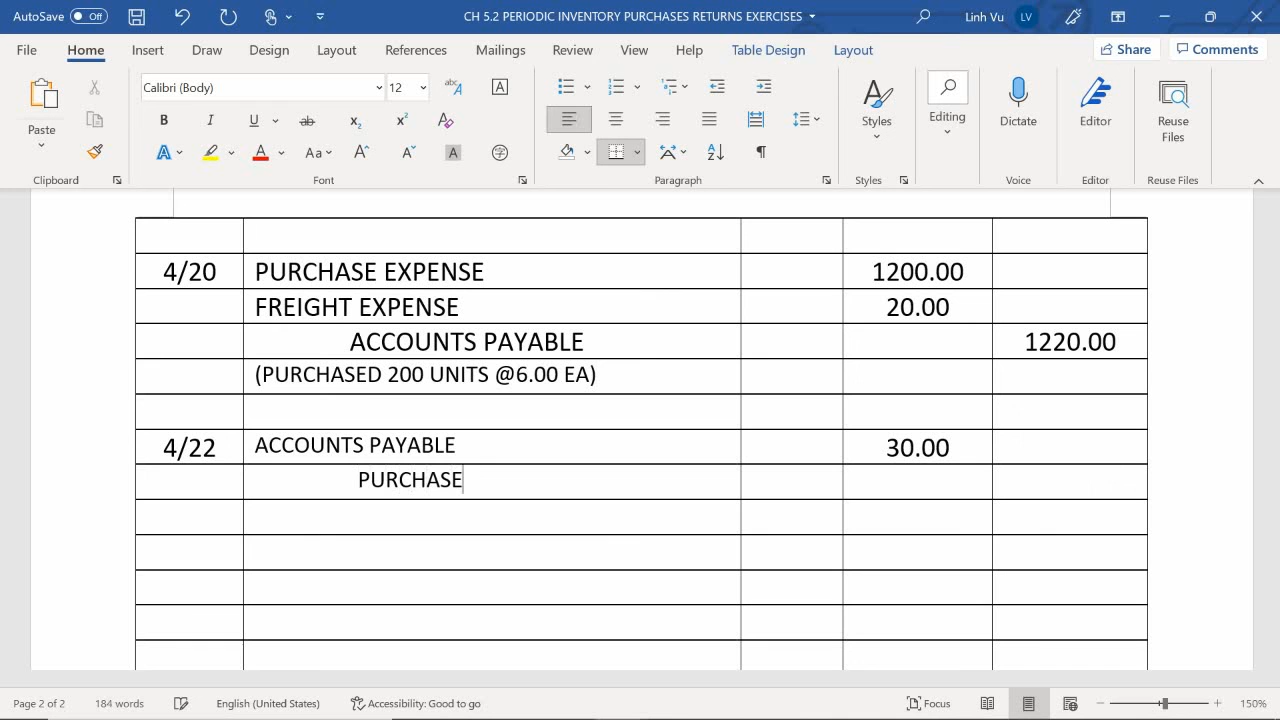 AutoSave Off CH 5.2 PERIODIC INVENTORY PURCHASES RETURNS EXERCISES Linh Vu LV
File Home Insert Draw Design Layout References Mailings Review View Help Table Design Layout Share Comments
Calibri (Body) 12
Paste Styles Editing Dictate Editor Reuse Files
Clipboard Font Paragraph Styles Voice Editor Reuse Files
4/20 PURCHASE EXPENSE 1200.00
FREIGHT EXPENSE 20.00
ACCOUNTS PAYABLE 1220.00
(PURCHASED 200 UNITS @6.00 EA)
4/22 ACCOUNTS PAYABLE 30.00
PURCHASE
Page 2 of 2 184 words English (United States) Accessibility: Good to go Focus 150%